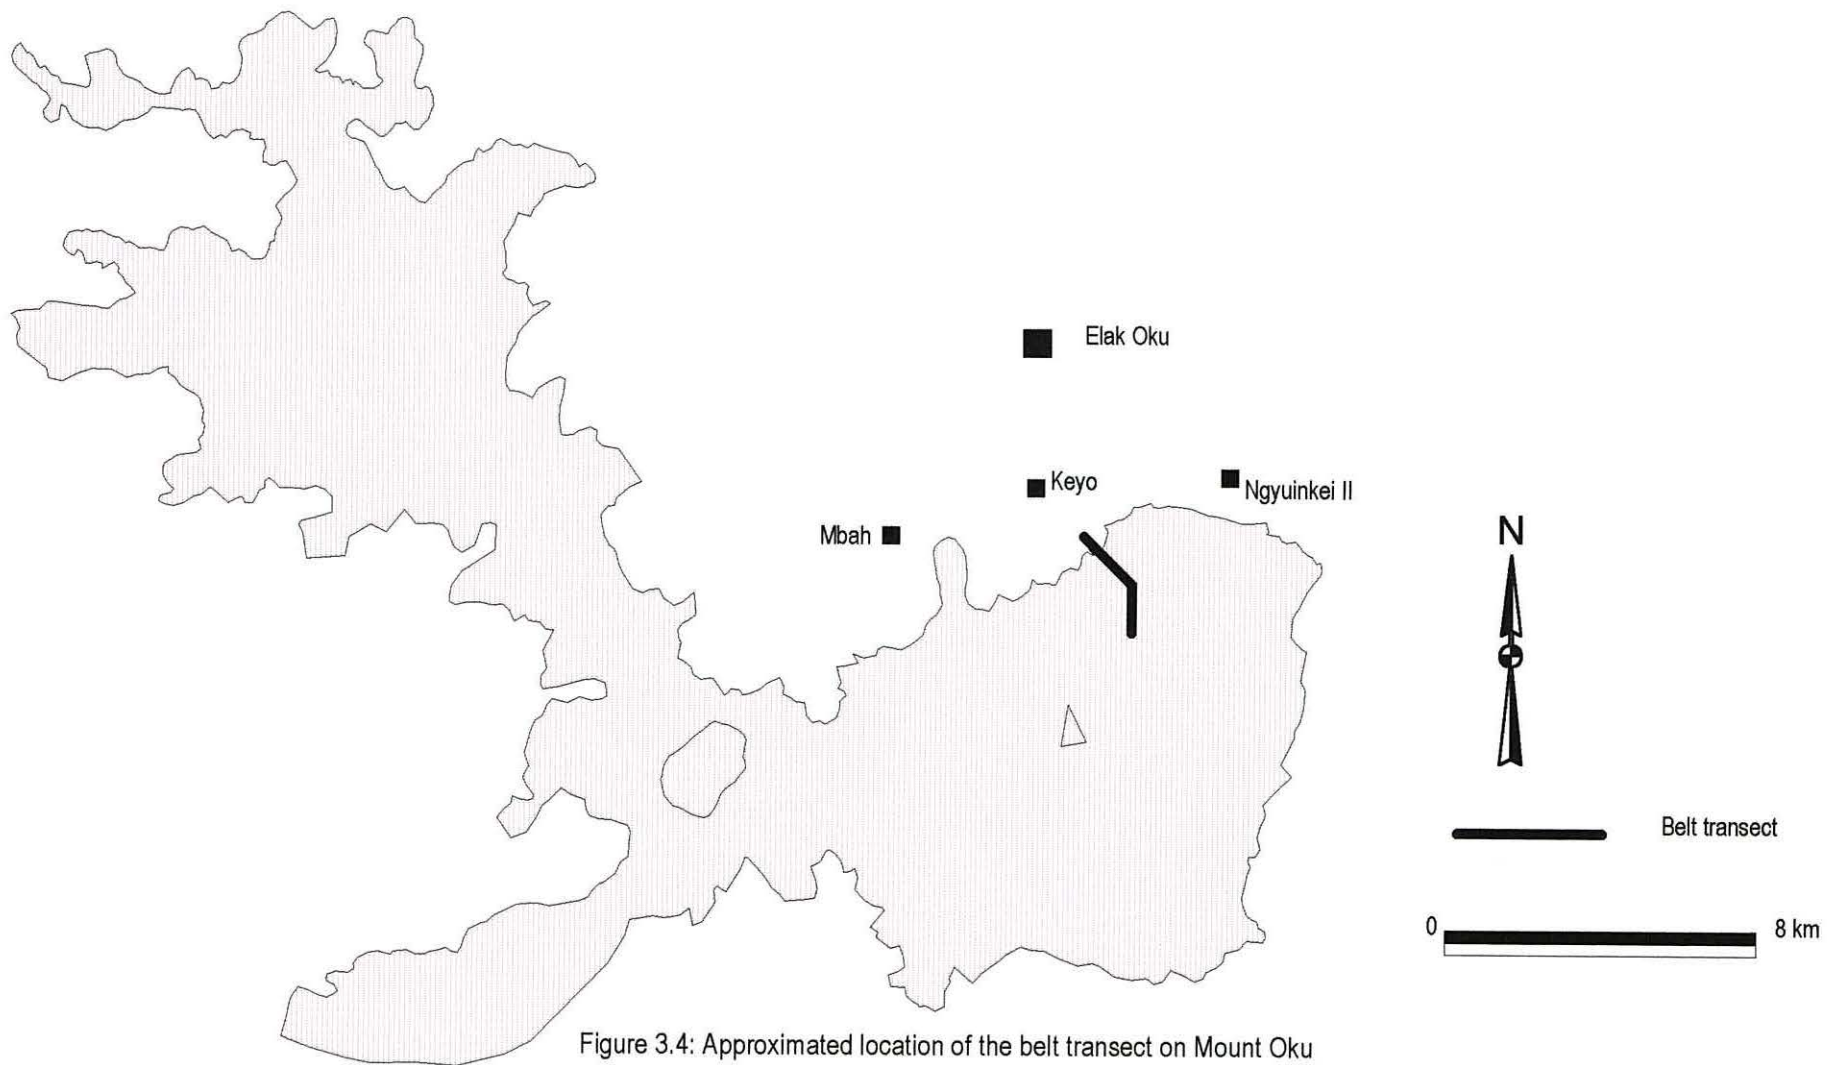 Elak Oku
Keyo
Ngyuinkei II
Mbah
N
Belt transect
0 8 km
Figure 3.4: Approximated location of the belt transect on Mount Oku